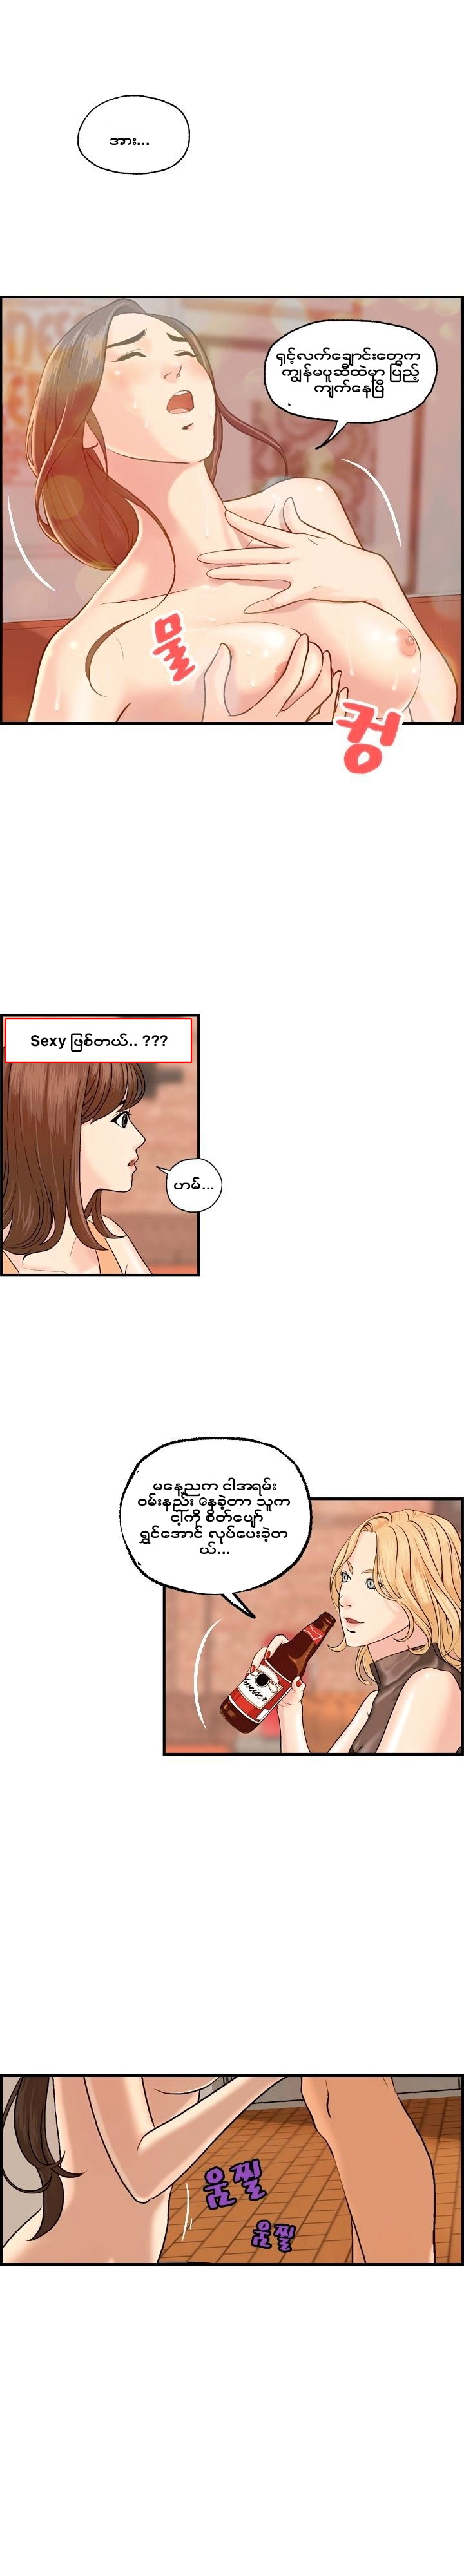 အား...
ရှင့်လက်ချောင်းတွေက
ကျွန်မပူဆီထဲမှာ ပြည့်
ကျက်နေပြီ
물
컹
Sexy ဖြစ်တယ်.. ???
ဟမ်...
မနေ့ညက ငါအရမ်း
ဝမ်းနည်း နေခဲ့တာ သူက
ငါ့ကို စိတ်ပျော်
ရွှင်အောင် လုပ်ပေးခဲ့တ
ယ်...
움찔
움찔